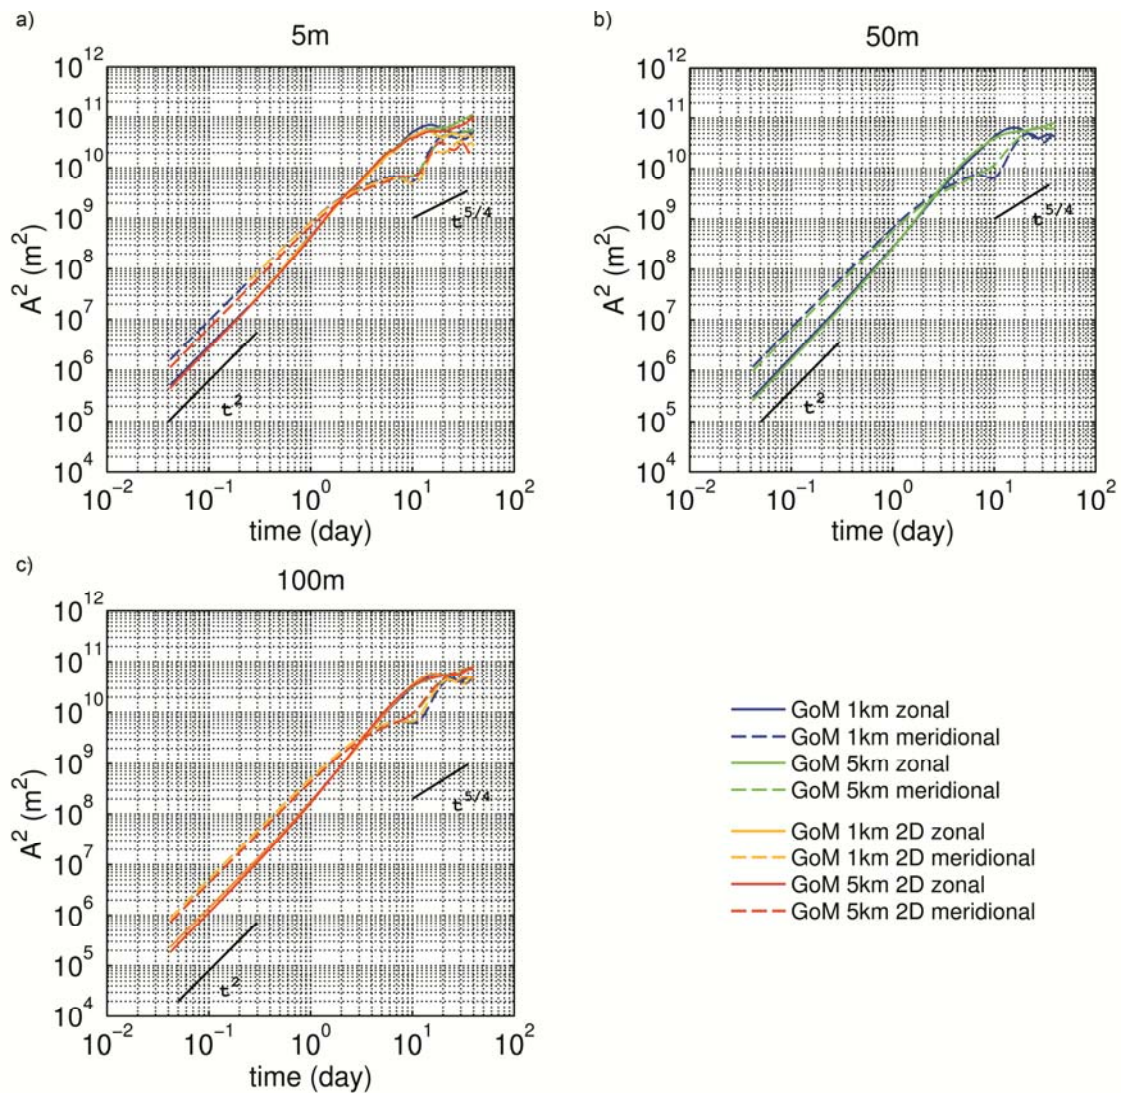 a)
5m
10^12
10^11
10^10
10^9
10^8
10^7
10^6
10^5
10^4
A^2 (m^2)
t^5/4
t^2
10^−2 10^−1 10^0 10^1 10^2
time (day)
b)
50m
10^12
10^11
10^10
10^9
10^8
10^7
10^6
10^5
10^4
A^2 (m^2)
t^5/4
t^2
10^−2 10^−1 10^0 10^1 10^2
time (day)
c)
100m
10^12
10^11
10^10
10^9
10^8
10^7
10^6
10^5
10^4
A^2 (m^2)
t^5/4
t^2
10^−2 10^−1 10^0 10^1 10^2
time (day)
GoM 1km zonal
GoM 1km meridional
GoM 5km zonal
GoM 5km meridional
GoM 1km 2D zonal
GoM 1km 2D meridional
GoM 5km 2D zonal
GoM 5km 2D meridional